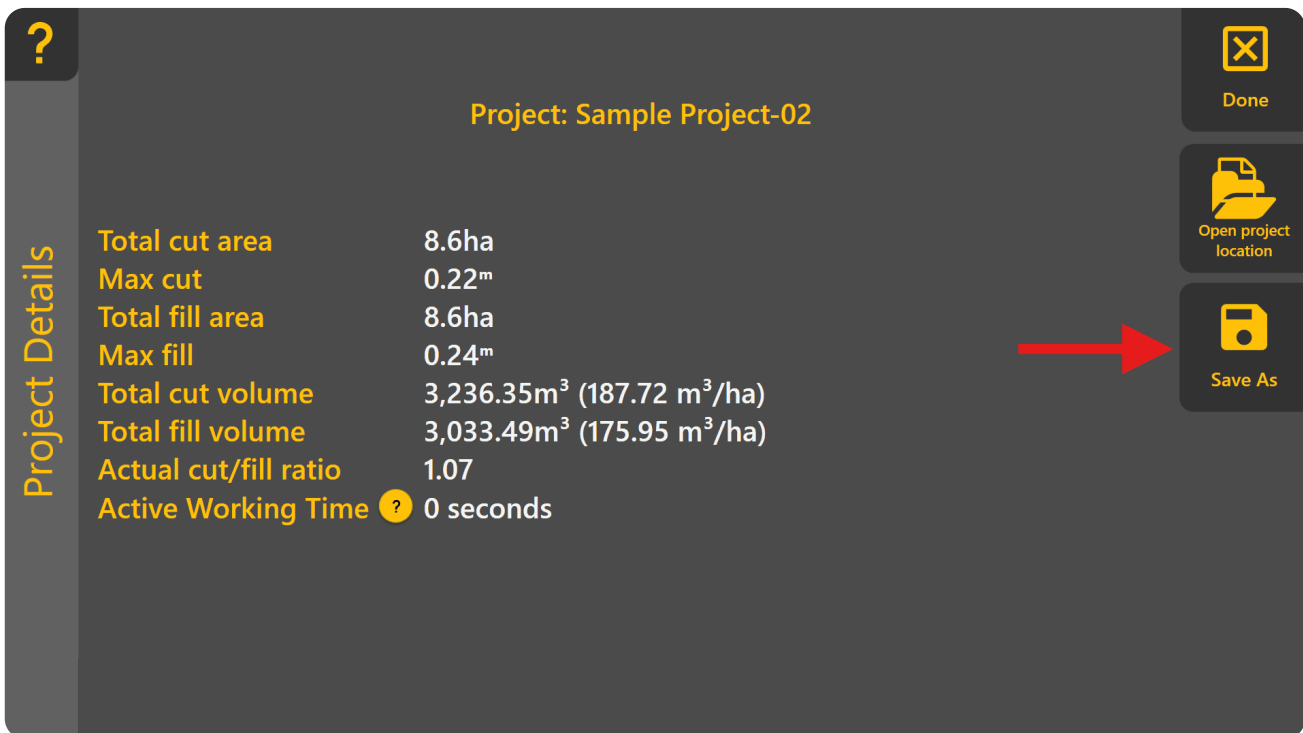 ?
Project Details
Project: Sample Project-02
Total cut area 8.6ha
Max cut 0.22ᵐ
Total fill area 8.6ha
Max fill 0.24ᵐ
Total cut volume 3,236.35m³ (187.72 m³/ha)
Total fill volume 3,033.49m³ (175.95 m³/ha)
Actual cut/fill ratio 1.07
Active Working Time ? 0 seconds
Done
Open project
location
Save As